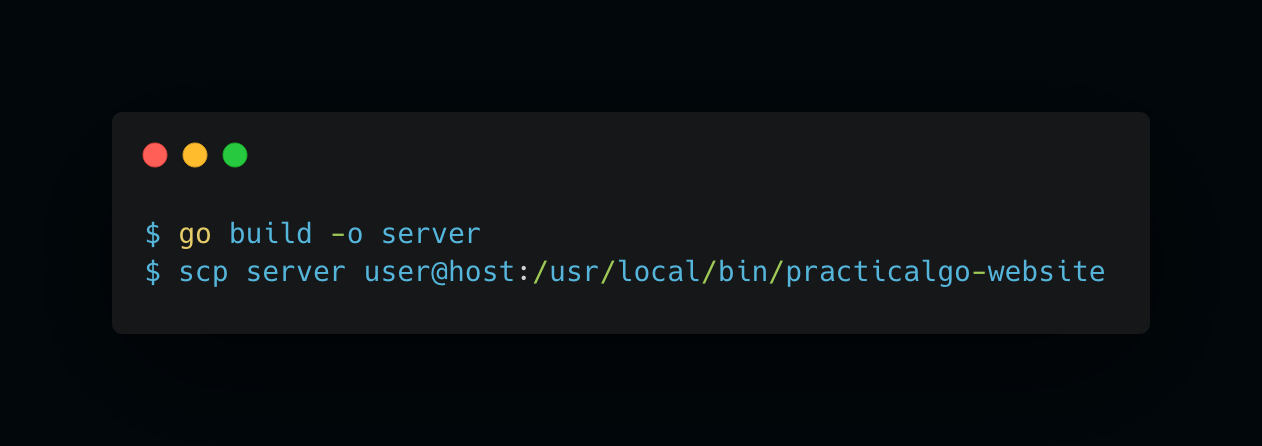 $ go build -o server
$ scp server user@host:/usr/local/bin/practicalgo-website